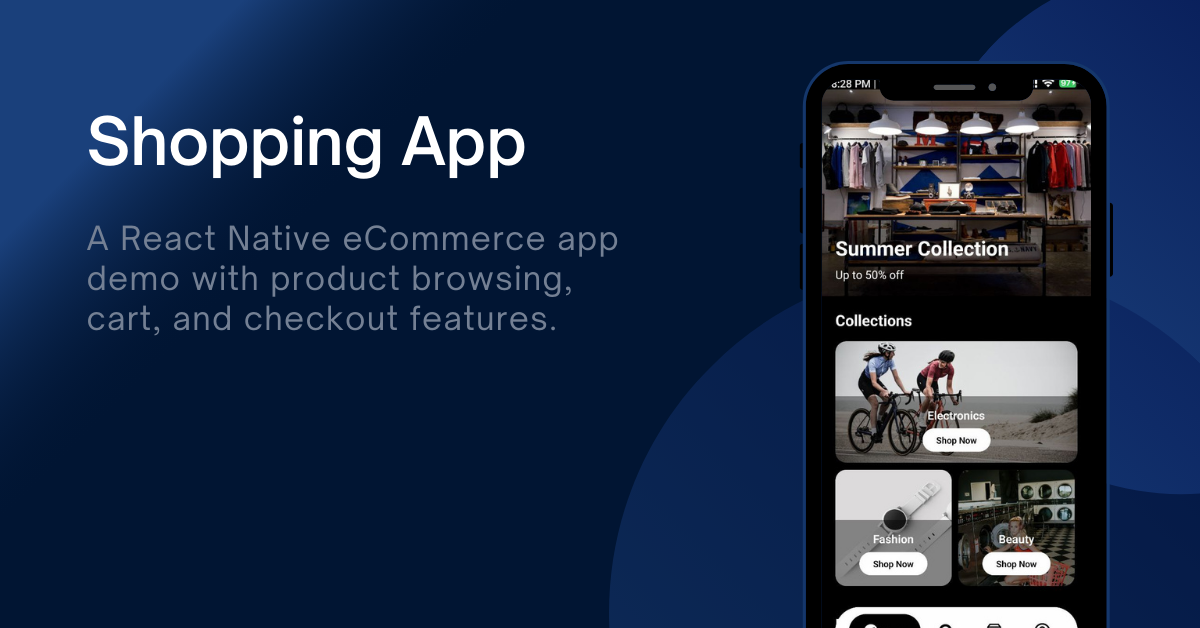 Shopping App
A React Native eCommerce app
demo with product browsing,
cart, and checkout features.
8:28 PM
97
Summer Collection
Up to 50% off
Collections
Electronics
Shop Now
Fashion
Shop Now
Beauty
Shop Now